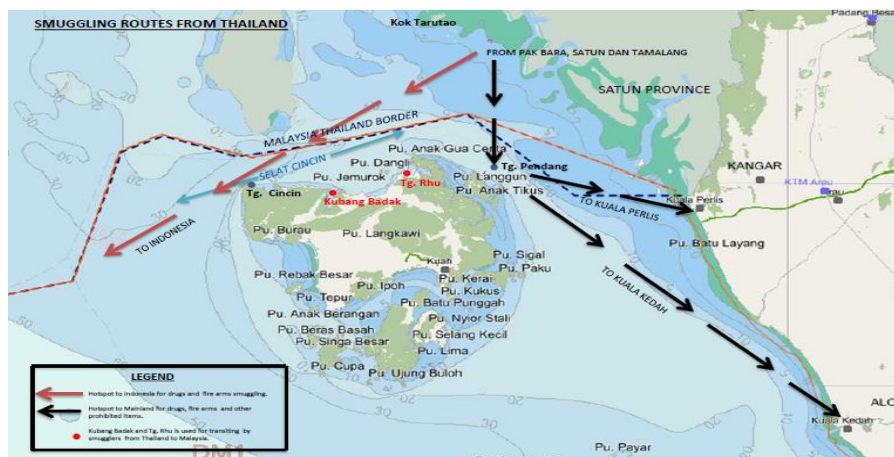 SMUGGLING ROUTES FROM THAILAND
Kok Tarutao
Padang Besar
FROM PAK BARA, SATUN DAN TAMALANG
SATUN PROVINCE
MALAYSIA THAILAND BORDER
SELAT CINCIN
Pu. Anak Gua Cerita
Pu. Dangli
Tg. Pendang
KANGAR
Pu. Jemurok
Tg. Rhu
Pu. Langgun
KTM Arau
Arau
Tg. Cincin
Kubang Badak
Pu. Anak Tikus
TO KUALA PERLIS
Kuala Perlis
TO INDONESIA
Pu. Burau
Pu. Langkawi
Pu. Batu Layang
Kuah
Pu. Sigal
Pu. Paku
TO KUALA KEDAH
Pu. Rebak Besar
Pu. Ipoh
Pu. Kerai
Pu. Tepur
Pu. Kukus
Pu. Batu Punggah
Pu. Anak Berangan
Pu. Nyior Stali
Pu. Beras Basah
Pu. Selang Kecil
Pu. Singa Besar
Pu. Lima
Pu. Cupa
Pu. Ujung Buloh
LEGEND
Hotspot to Indonesia for drugs and fire arms smuggling.
Hotspot to Mainland for drugs, fire arms and other
prohibited items.
Kubang Badak and Tg. Rhu is used for transiting by
smugglers from Thailand to Malaysia.
ALO
Kuala Kedah
Pu. Payar